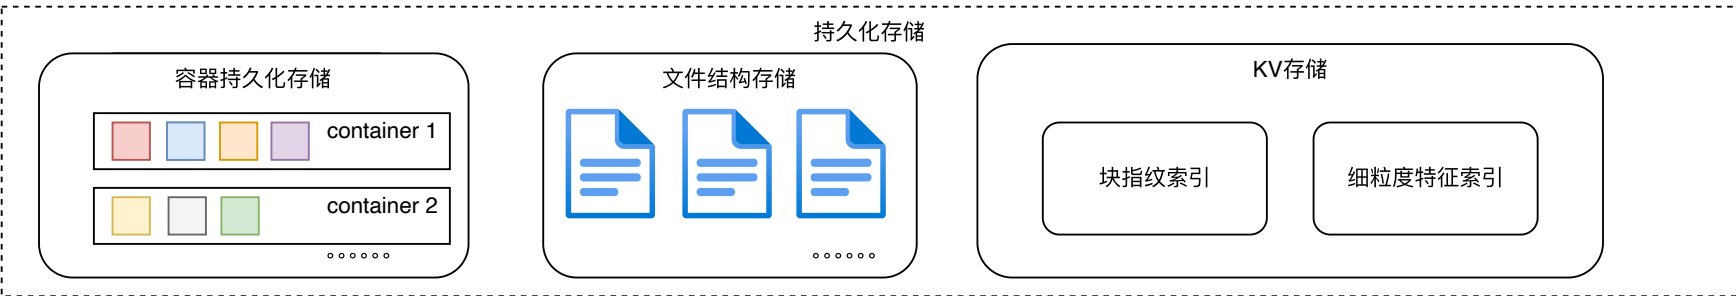 持久化存储
容器持久化存储
container 1
container 2
文件结构存储
KV存储
块指纹索引
细粒度特征索引